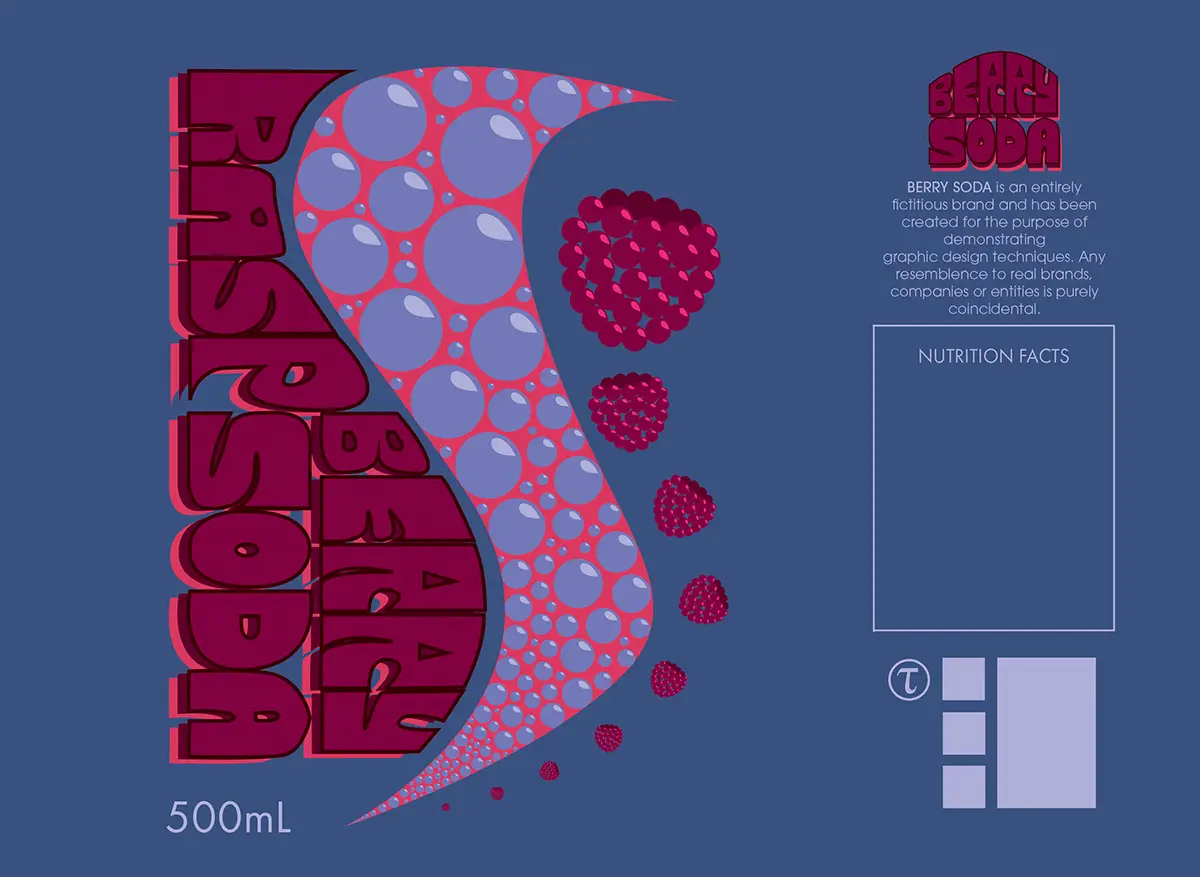 RASPBERRY
SODA
500mL
BERRY
SODA
BERRY SODA is an entirely
fictitious brand and has been
created for the purpose of
demonstrating
graphic design techniques. Any
resemblence to real brands,
companies or entities is purely
coincidental.
NUTRITION FACTS
τ